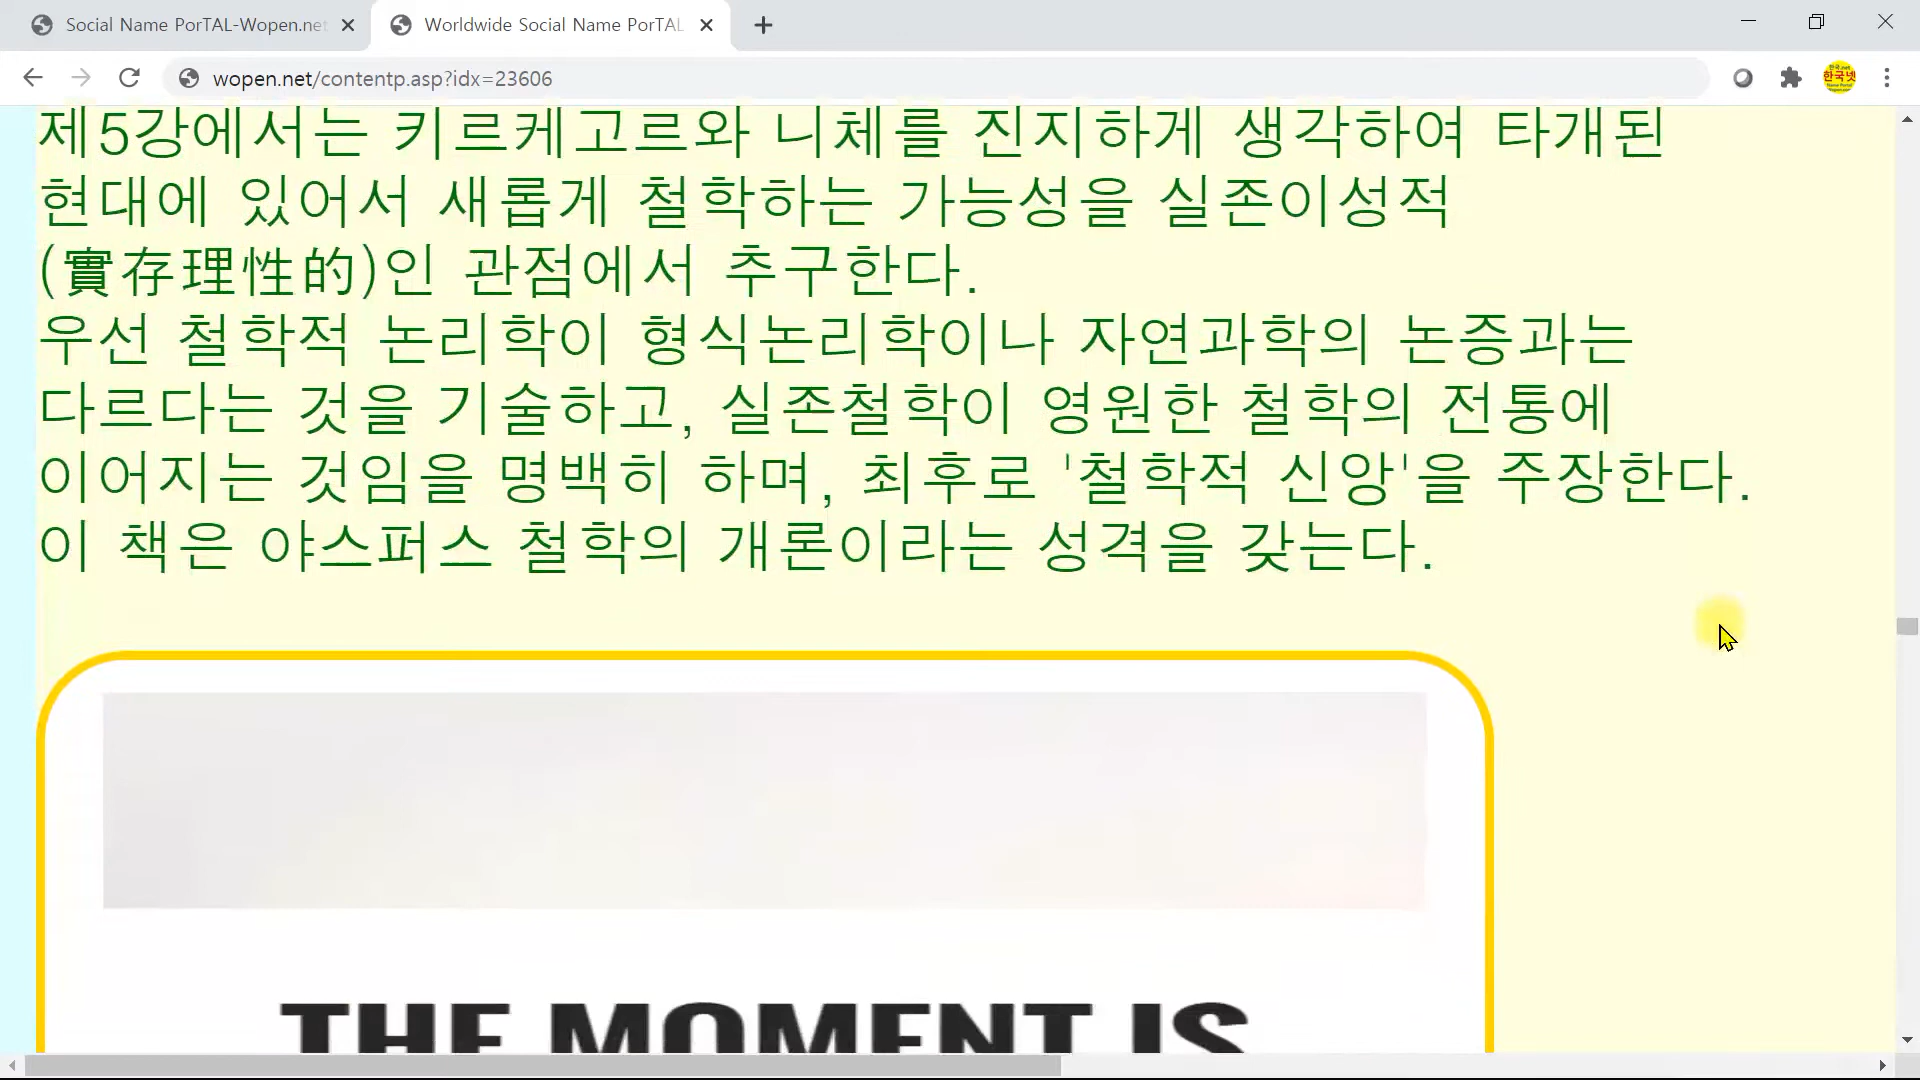 Social Name PorTAL-Wopen.net
Worldwide Social Name PorTAL
wopen.net/contentp.asp?idx=23606
제5강에서는 키르케고르와 니체를 진지하게 생각하여 타개된
현대에 있어서 새롭게 철학하는 가능성을 실존이성적
(實存理性的)인 관점에서 추구한다.
우선 철학적 논리학이 형식논리학이나 자연과학의 논증과는
다르다는 것을 기술하고, 실존철학이 영원한 철학의 전통에
이어지는 것임을 명백히 하며, 최후로 '철학적 신앙'을 주장한다.
이 책은 야스퍼스 철학의 개론이라는 성격을 갖는다.
THE MOMENT IS